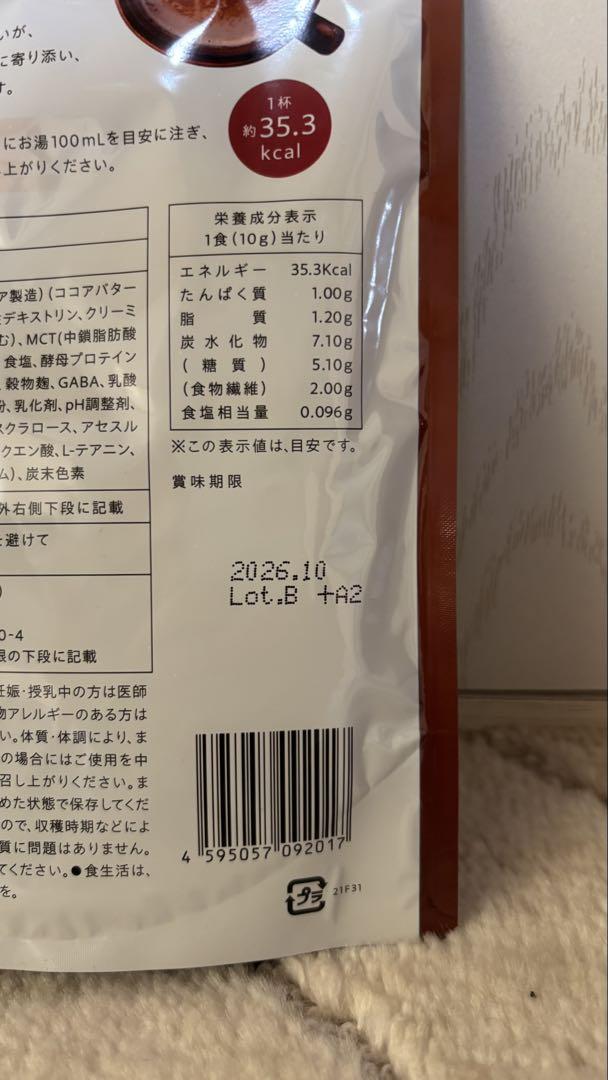 いが、
に寄り添い、
す。
1杯
約35.3
kcal
にお湯100mLを目安に注ぎ、
上がりください。
栄養成分表示
1食(10g)当たり
エネルギー 35.3Kcal
たんぱく質 1.00g
脂質 1.20g
炭水化物 7.10g
(糖質) 5.10g
(食物繊維) 2.00g
食塩相当量 0.096g
※この表示値は、目安です。
賞味期限
2026.10
Lot.B +A2
ア製造)(ココアバター
デキストリン、クリーミ
む)、MCT(中鎖脂肪酸
食塩、酵母プロテイン
穀物麹、GABA、乳酸
粉、乳化剤、pH調整剤、
スクラロース、アセスル
クエン酸、L-テアニン、
ム)、炭末色素
外右側下段に記載
を避けて
)
0-4
限の下段に記載
妊娠・授乳中の方は医師
物アレルギーのある方は
い。体質・体調により、ま
の場合にはご使用を中
召し上がりください。ま
めた状態で保存してくだ
ので、収穫時期などによ
質に問題はありません。
てください。●食生活は、
を。
4 595057 092017
プラ
21F31